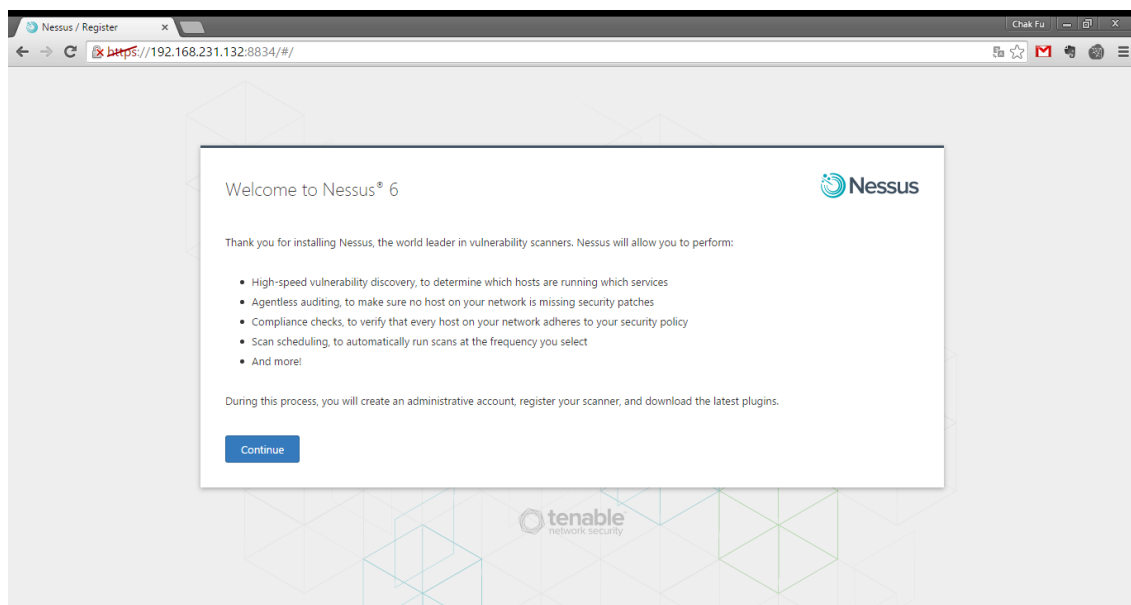 Nessus / Register
Chak Fu
https://192.168.231.132:8834/#/
Welcome to Nessus® 6
Nessus
Thank you for installing Nessus, the world leader in vulnerability scanners. Nessus will allow you to perform:
• High-speed vulnerability discovery, to determine which hosts are running which services
• Agentless auditing, to make sure no host on your network is missing security patches
• Compliance checks, to verify that every host on your network adheres to your security policy
• Scan scheduling, to automatically run scans at the frequency you select
• And more!
During this process, you will create an administrative account, register your scanner, and download the latest plugins.
Continue
tenable
network security